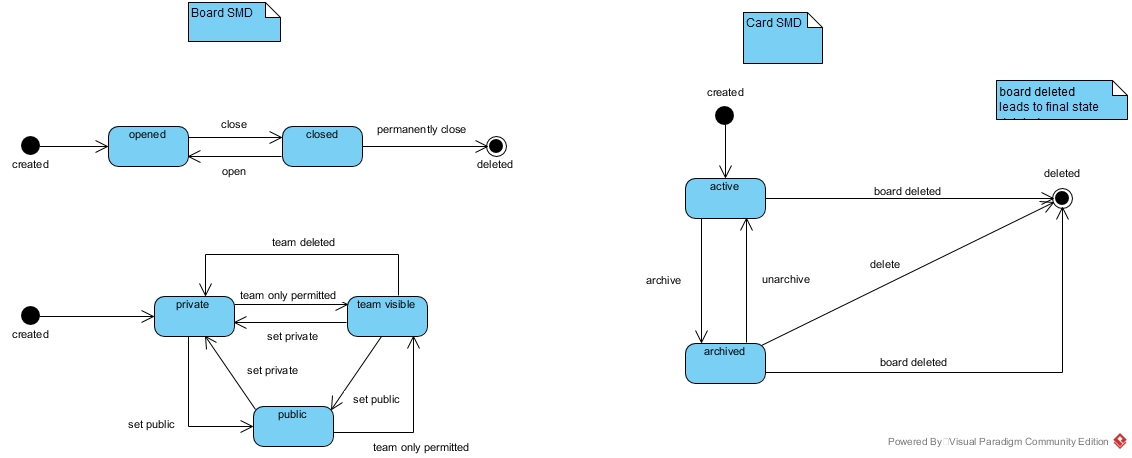 Board SMD
created
opened
close
open
closed
permanently close
deleted
team deleted
created
private
team only permitted
team visible
set private
set private
set public
set public
public
team only permitted
Card SMD
board deleted
leads to final state
created
active
board deleted
deleted
archive
unarchive
delete
archived
board deleted
Powered By Visual Paradigm Community Edition